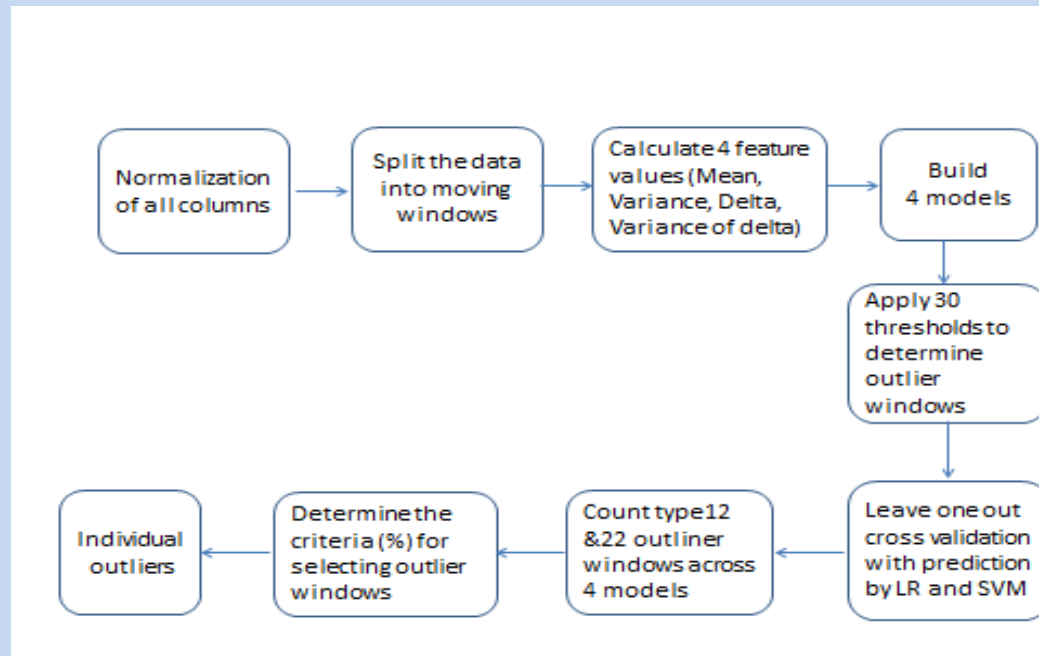 Normalization
of all columns
Split the data
into moving
windows
Calculate 4 feature
values (Mean,
Variance, Delta,
Variance of delta)
Build
4 models
Apply 30
thresholds to
determine
outlier
windows
Leave one out
cross validation
with prediction
by LR and SVM
Count type12
&22 outliner
windows across
4 models
Determine the
criteria (%) for
selecting outlier
windows
Individual
outliers